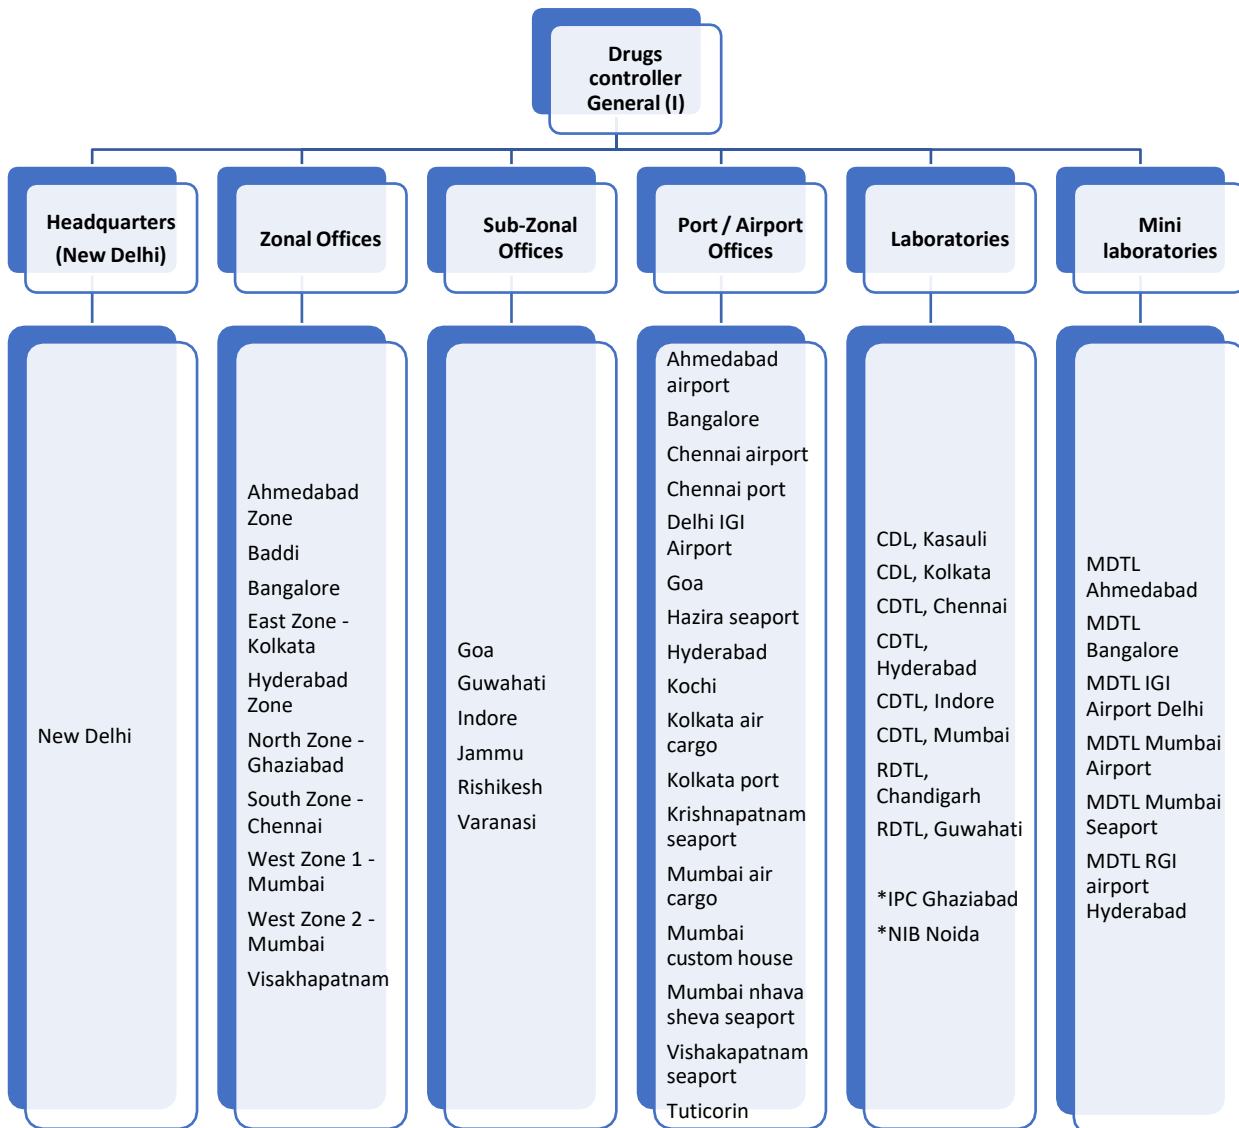 Drugs
controller
General (I)
Headquarters
(New Delhi)
Zonal Offices
Sub-Zonal
Offices
Port / Airport
Offices
Laboratories
Mini
laboratories
New Delhi
Ahmedabad
Zone
Baddi
Bangalore
East Zone -
Kolkata
Hyderabad
Zone
North Zone -
Ghaziabad
South Zone -
Chennai
West Zone 1 -
Mumbai
West Zone 2 -
Mumbai
Visakhapatnam
Goa
Guwahati
Indore
Jammu
Rishikesh
Varanasi
Ahmedabad
airport
Bangalore
Chennai airport
Chennai port
Delhi IGI
Airport
Goa
Hazira seaport
Hyderabad
Kochi
Kolkata air
cargo
Kolkata port
Krishnapatnam
seaport
Mumbai air
cargo
Mumbai
custom house
Mumbai nhava
sheva seaport
Vishakapatnam
seaport
Tuticorin
CDL, Kasauli
CDL, Kolkata
CDTL, Chennai
CDTL,
Hyderabad
CDTL, Indore
CDTL, Mumbai
RDTL,
Chandigarh
RDTL, Guwahati
*IPC Ghaziabad
*NIB Noida
MDTL
Ahmedabad
MDTL
Bangalore
MDTL IGI
Airport Delhi
MDTL Mumbai
Airport
MDTL Mumbai
Seaport
MDTL RGI
airport
Hyderabad